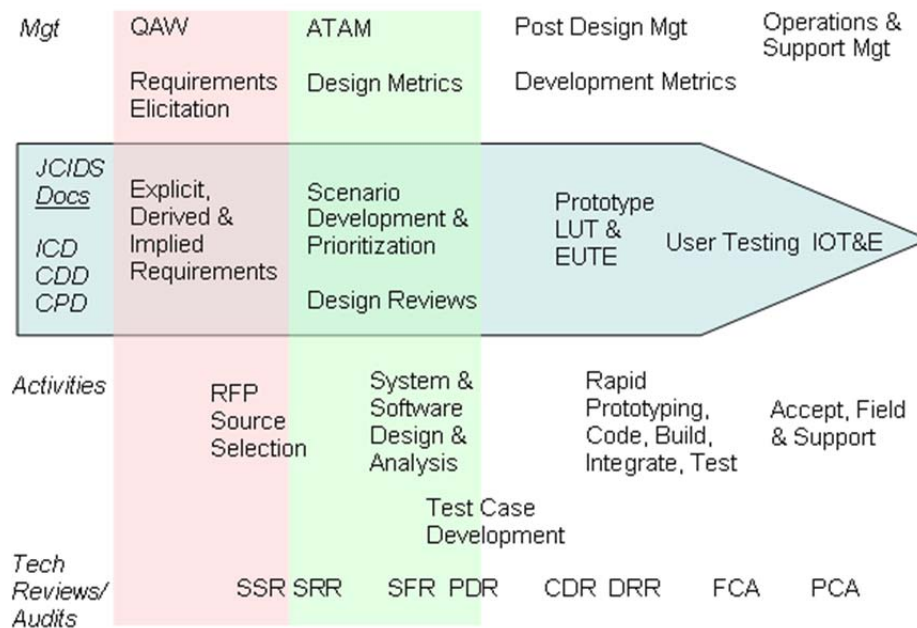 Mgt
QAW
Requirements
Elicitation
ATAM
Design Metrics
Post Design Mgt
Development Metrics
Operations &
Support Mgt
JCIDS
Docs
ICD
CDD
CPD
Explicit,
Derived &
Implied
Requirements
Scenario
Development &
Prioritization
Design Reviews
Prototype
LUT &
EUTE
User Testing
IOT&E
Activities
RFP
Source
Selection
System &
Software
Design &
Analysis
Test Case
Development
Rapid
Prototyping,
Code, Build,
Integrate, Test
Accept, Field
& Support
Tech
Reviews/
Audits
SSR SRR SFR PDR CDR DRR FCA PCA